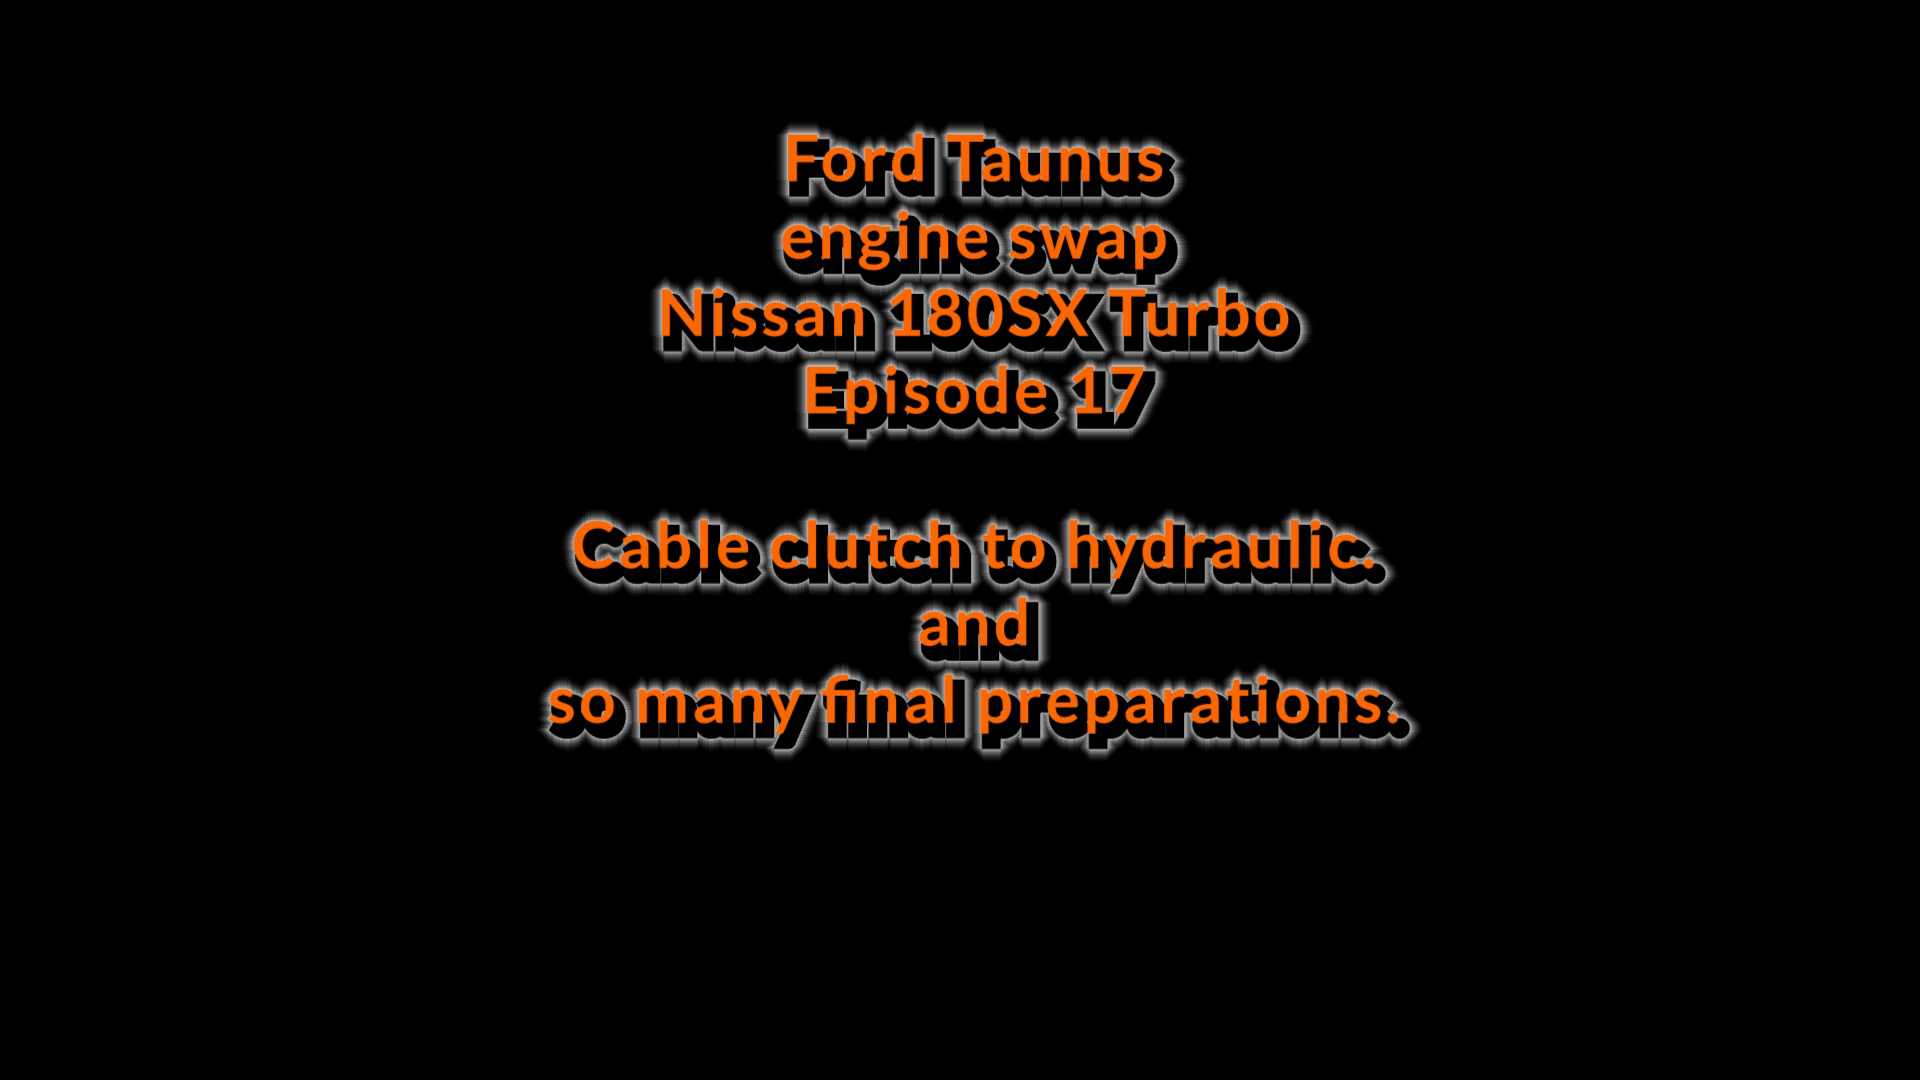 Ford Taunus
engine swap
Nissan 180SX Turbo
Episode 17
Cable clutch to hydraulic.
and
so many final preparations.